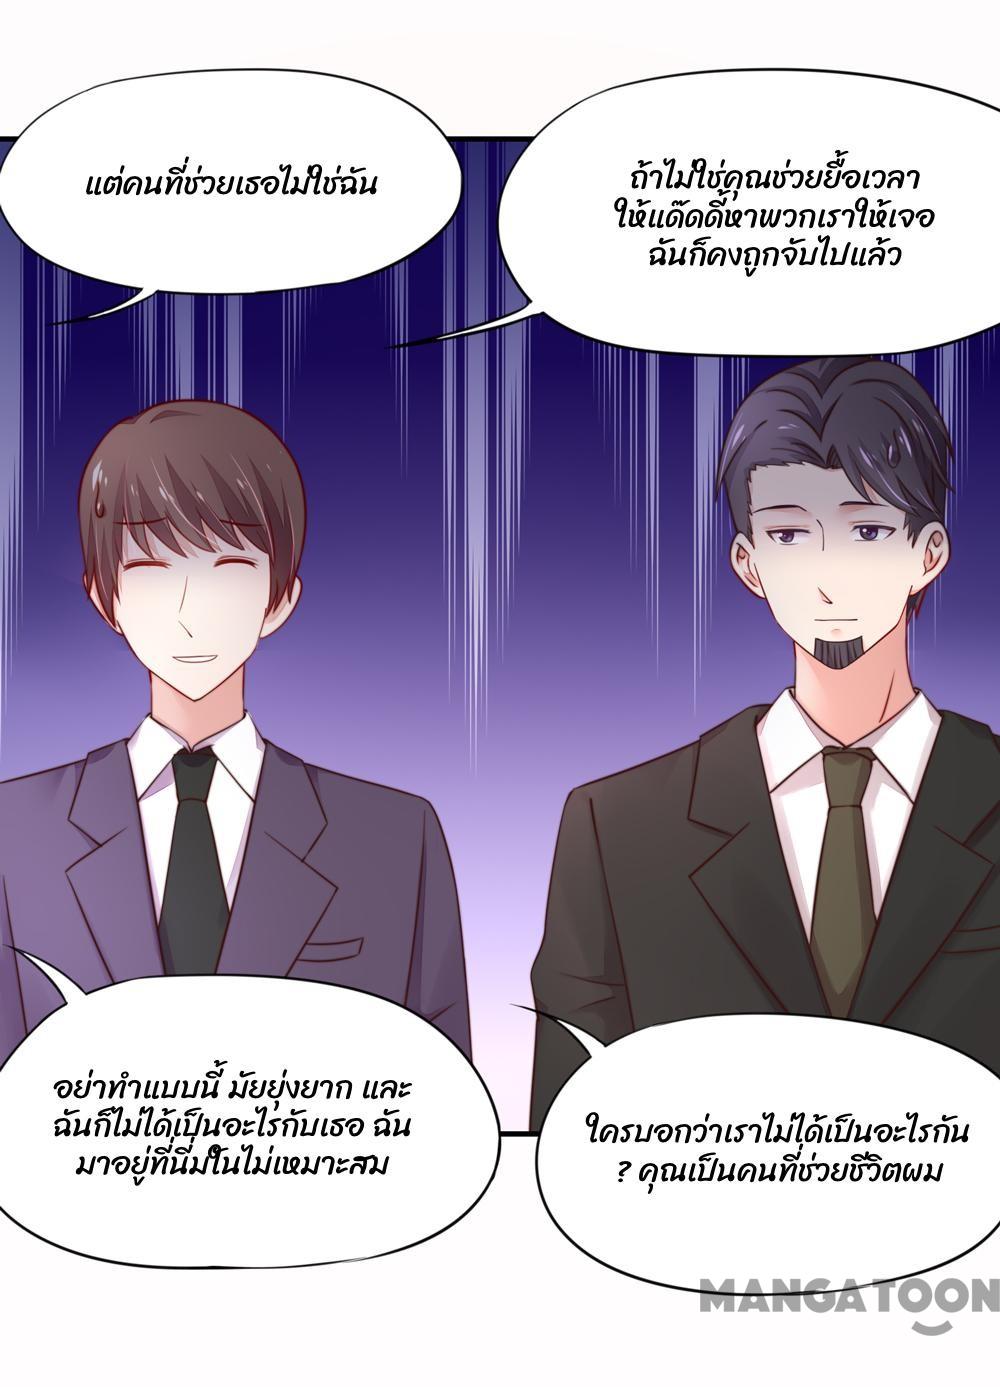 แต่คนที่ช่วยเธอไม่ใช่ฉัน
ถ้าไม่ใช่คุณช่วยยื้อเวลา
ให้แด๊ดดี้หาพวกเราให้เจอ
ฉันก็คงถูกจับไปแล้ว
อย่าทำแบบนี้ มัยยุ่งยาก และ
ฉันก็ไม่ได้เป็นอะไรกับเธอ ฉัน
มาอยู่ที่นี่มในไม่เหมาะสม
ใครบอกว่าเราไม่ได้เป็นอะไรกัน
? คุณเป็นคนที่ช่วยชีวิตผม
MANGATOON